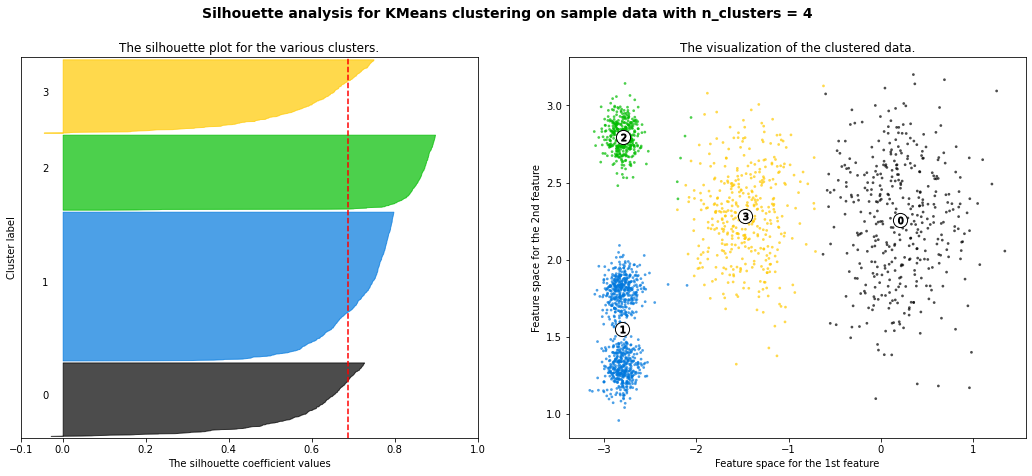 Silhouette analysis for KMeans clustering on sample data with n_clusters = 4
The silhouette plot for the various clusters.
3
2
1
0
Cluster label
−0.1 0.0 0.2 0.4 0.6 0.8 1.0
The silhouette coefficient values
The visualization of the clustered data.
3.0
2.5
2.0
1.5
1.0
Feature space for the 2nd feature
2
3
0
1
−3 −2 −1 0 1
Feature space for the 1st feature